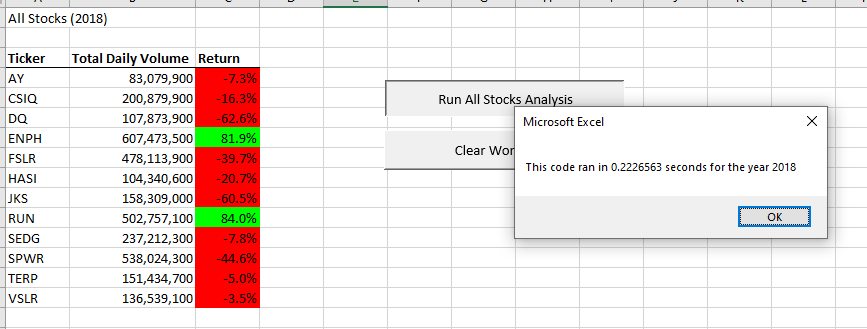 All Stocks (2018)
Ticker Total Daily Volume Return
AY 83,079,900 -7.3%
CSIQ 200,879,900 -16.3%
DQ 107,873,900 -62.6%
ENPH 607,473,500 81.9%
FSLR 478,113,900 -39.7%
HASI 104,340,600 -20.7%
JKS 158,309,000 -60.5%
RUN 502,757,100 84.0%
SEDG 237,212,300 -7.8%
SPWR 538,024,300 -44.6%
TERP 151,434,700 -5.0%
VSLR 136,539,100 -3.5%
Run All Stocks Analysis
Clear Wor
Microsoft Excel
This code ran in 0.2226563 seconds for the year 2018
OK